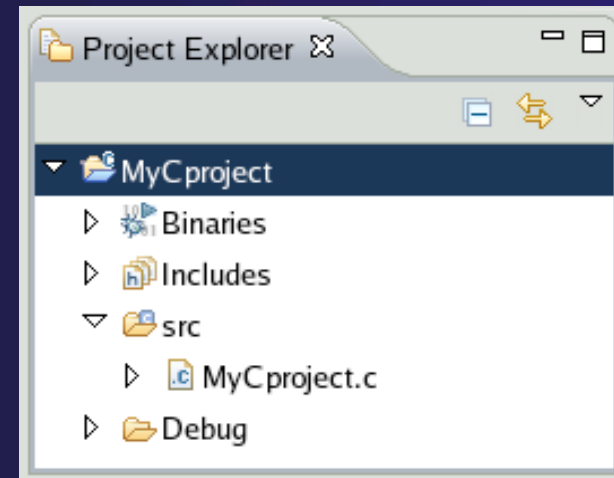 Project Explorer
MyCproject
Binaries
Includes
src
MyCproject.c
Debug